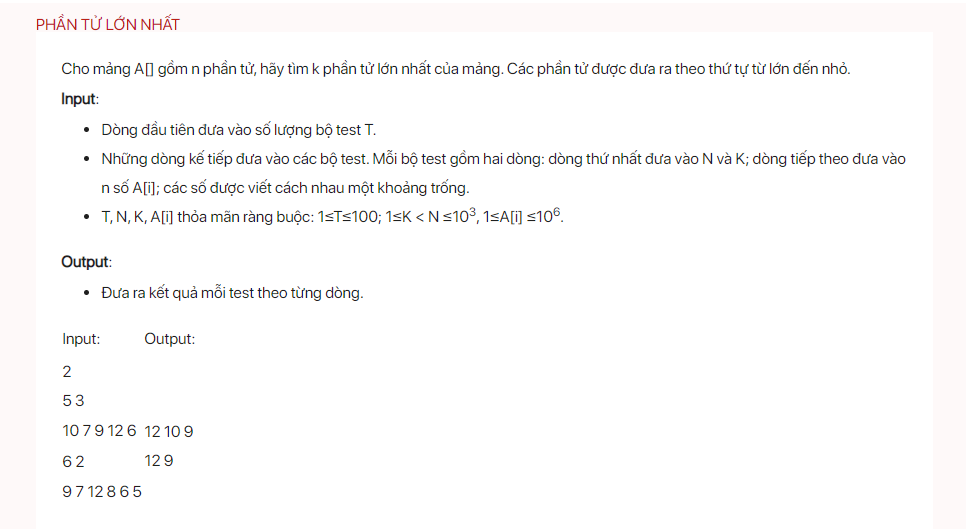 PHẦN TỬ LỚN NHẤT
Cho mảng A[] gồm n phần tử, hãy tìm k phần tử lớn nhất của mảng. Các phần tử được đưa ra theo thứ tự từ lớn đến nhỏ.
Input:
• Dòng đầu tiên đưa vào số lượng bộ test T.
• Những dòng kế tiếp đưa vào các bộ test. Mỗi bộ test gồm hai dòng: dòng thứ nhất đưa vào N và K; dòng tiếp theo đưa vào
n số A[i]; các số được viết cách nhau một khoảng trống.
• T, N, K, A[i] thỏa mãn ràng buộc: 1≤T≤100; 1≤K < N ≤10³, 1≤A[i] ≤10⁶.
Output:
• Đưa ra kết quả mỗi test theo từng dòng.
Input: Output:
2
5 3
10 7 9 12 6 12 10 9
6 2 12 9
9 7 12 8 6 5